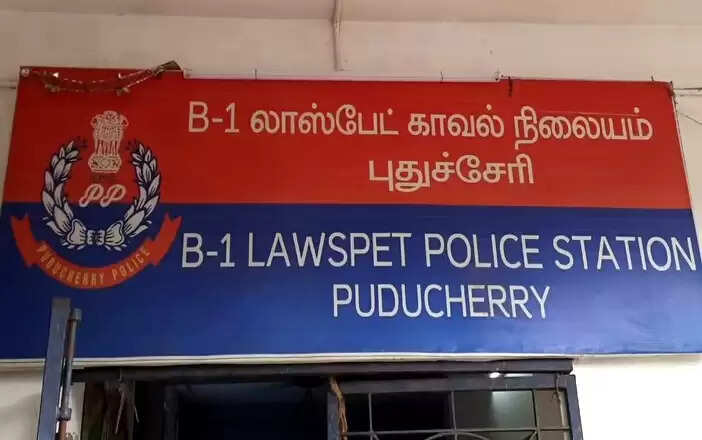 B-1 லாஸ்பேட் காவல் நிலையம்
புதுச்சேரி
PP
PUDUCHERRY POLICE
B-1 LAWSPET POLICE STATION
PUDUCHERRY